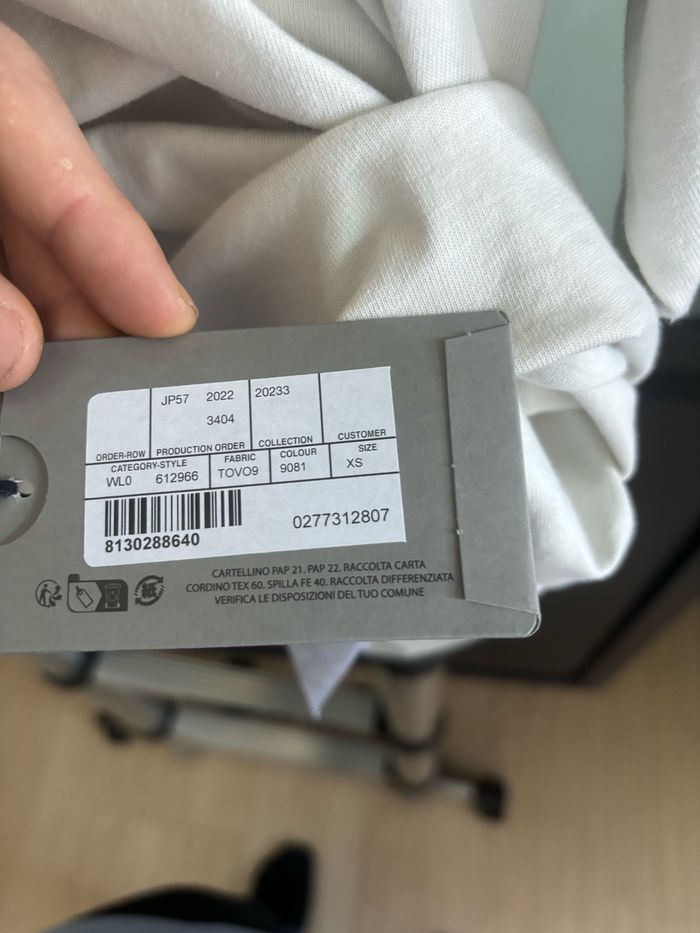 JP57 2022 20233
3404
ORDER-ROW PRODUCTION ORDER COLLECTION CUSTOMER
CATEGORY-STYLE FABRIC COLOUR SIZE
WL0 612966 TOVO9 9081 XS
8130288640 0277312807
CARTELLINO PAP 21. PAP 22. RACCOLTA CARTA
CORDINO TEX 60. SPILLA FE 40. RACCOLTA DIFFERENZIATA
VERIFICA LE DISPOSIZIONI DEL TUO COMUNE
紙